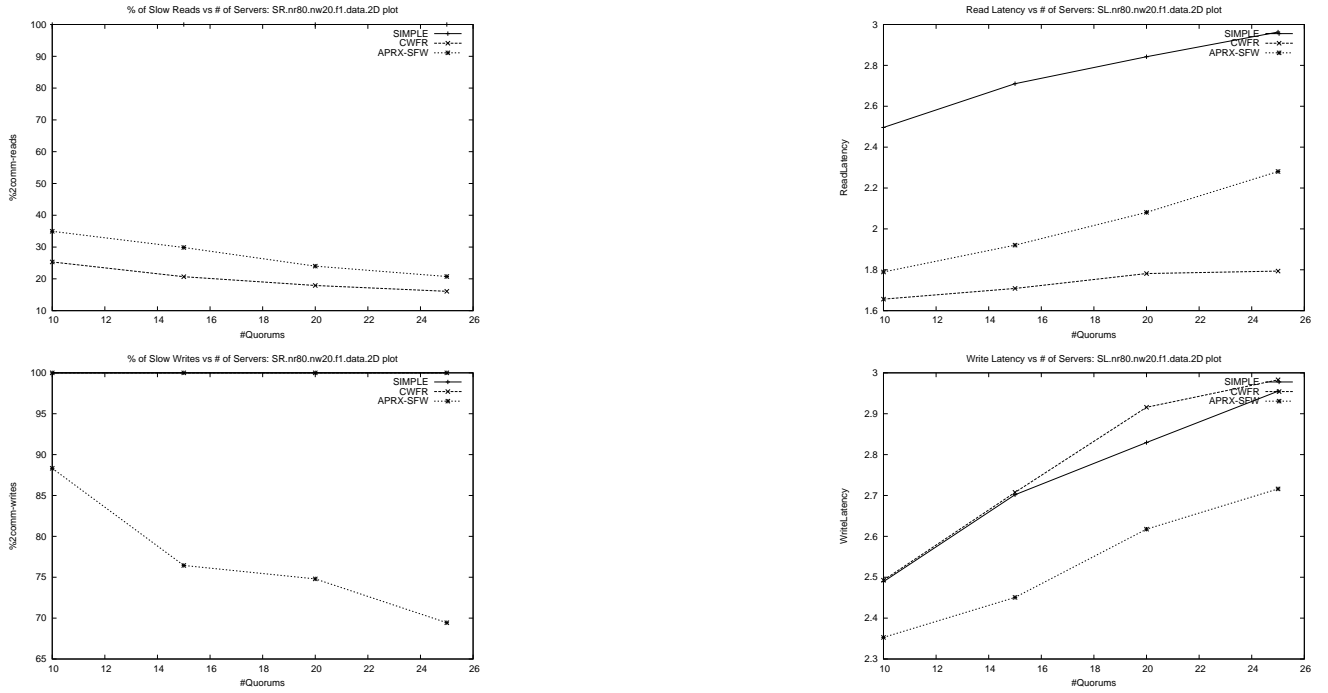 % of Slow Reads vs # of Servers: SR.nr80.nw20.f1.data.2D plot
100
90
80
70
60
50
40
30
20
10
%2comm-reads
10 12 14 16 18 20 22 24 26
#Quorums
SIMPLE
CWFR
APRX-SFW
Read Latency vs # of Servers: SL.nr80.nw20.f1.data.2D plot
3
2.8
2.6
2.4
2.2
2
1.8
1.6
ReadLatency
10 12 14 16 18 20 22 24 26
#Quorums
SIMPLE
CWFR
APRX-SFW
% of Slow Writes vs # of Servers: SR.nr80.nw20.f1.data.2D plot
100
95
90
85
80
75
70
65
%2comm-writes
10 12 14 16 18 20 22 24 26
#Quorums
SIMPLE
CWFR
APRX-SFW
Write Latency vs # of Servers: SL.nr80.nw20.f1.data.2D plot
3
2.9
2.8
2.7
2.6
2.5
2.4
2.3
WriteLatency
10 12 14 16 18 20 22 24 26
#Quorums
SIMPLE
CWFR
APRX-SFW